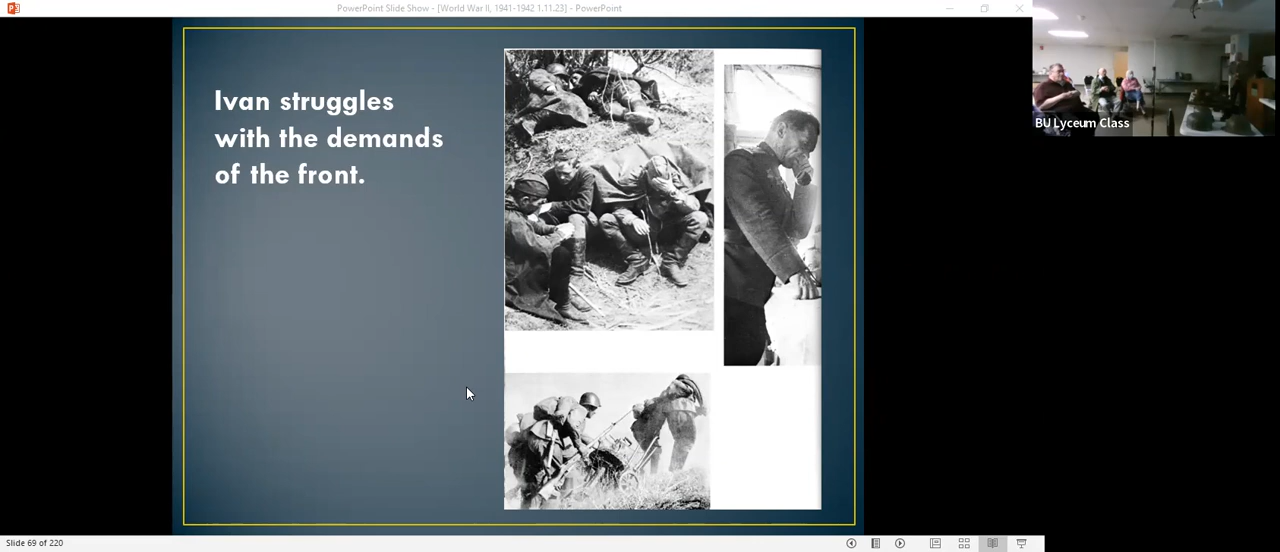 PowerPoint Slide Show - [World War II, 1941-1942 1.11.23] - PowerPoint
Ivan struggles
with the demands
of the front.
BU Lyceum Class
Slide 69 of 220